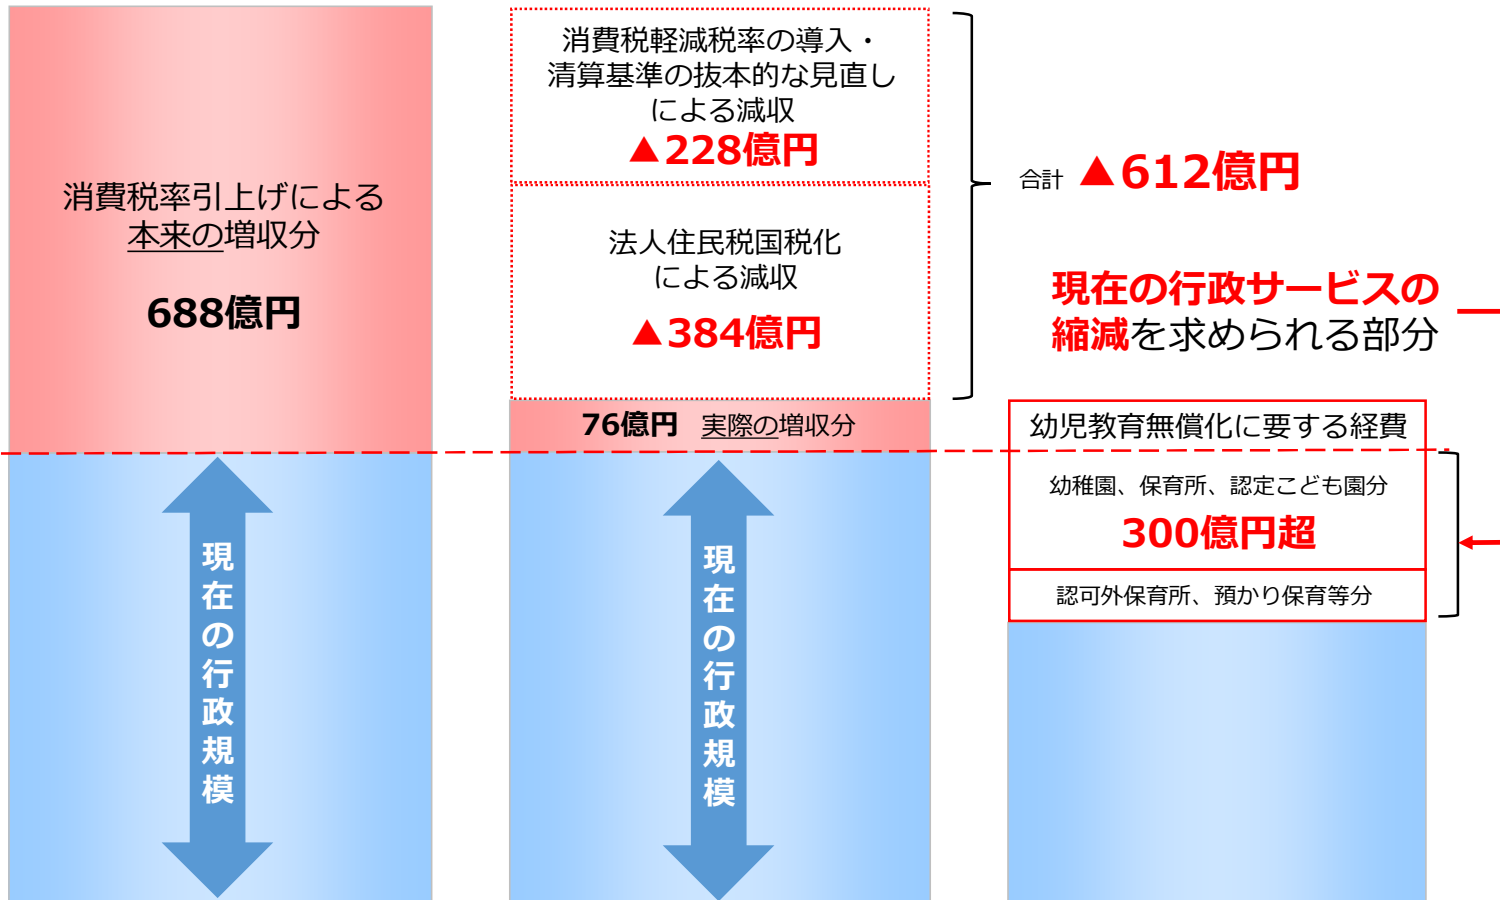 消費税率引上げによる
本来の増収分
688億円
現在の行政規模
消費税軽減税率の導入・
清算基準の抜本的な見直し
による減収
▲228億円
法人住民税国税化
による減収
▲384億円
76億円 実際の増収分
現在の行政規模
合計 ▲612億円
現在の行政サービスの
縮減を求められる部分
幼児教育無償化に要する経費
幼稚園、保育所、認定こども園分
300億円超
認可外保育所、預かり保育等分